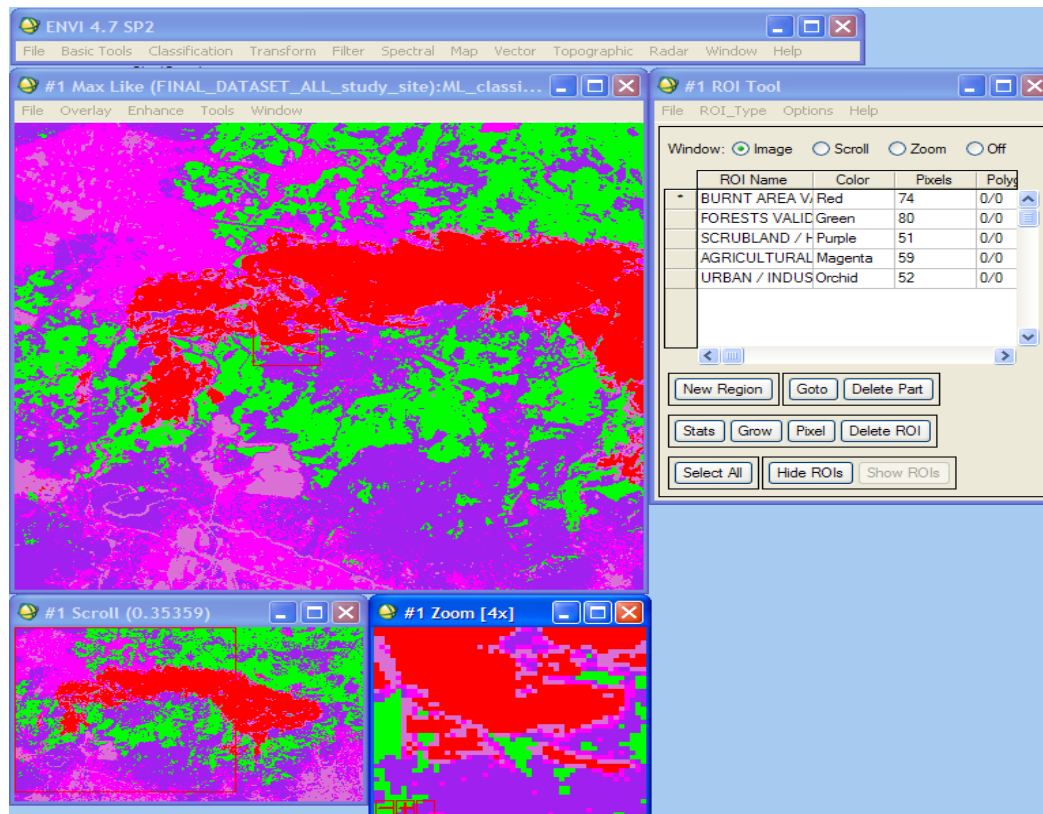 ENVI 4.7 SP2
File Basic Tools Classification Transform Filter Spectral Map Vector Topographic Radar Window Help
#1 Max Like (FINAL_DATASET_ALL_study_site):ML_classi...
File Overlay Enhance Tools Window
#1 ROI Tool
File ROI_Type Options Help
Window: Image Scroll Zoom Off
ROI Name Color Pixels Polyg
* BURNT AREA VA Red 74 0/0
FORESTS VALID Green 80 0/0
SCRUBLAND / H Purple 51 0/0
AGRICULTURAL Magenta 59 0/0
URBAN / INDUS Orchid 52 0/0
New Region Goto Delete Part
Stats Grow Pixel Delete ROI
Select All Hide ROIs Show ROIs
#1 Scroll (0.35359)
#1 Zoom [4x]